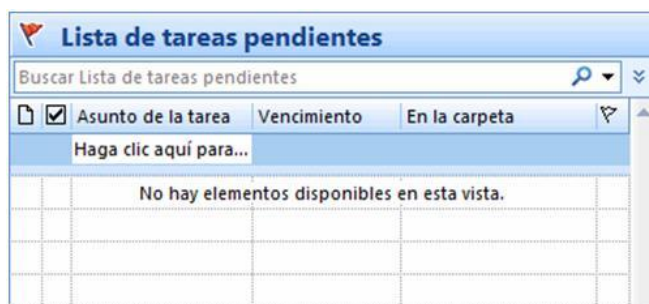 Lista de tareas pendientes
Buscar Lista de tareas pendientes
Asunto de la tarea Vencimiento En la carpeta
Haga clic aquí para...
No hay elementos disponibles en esta vista.